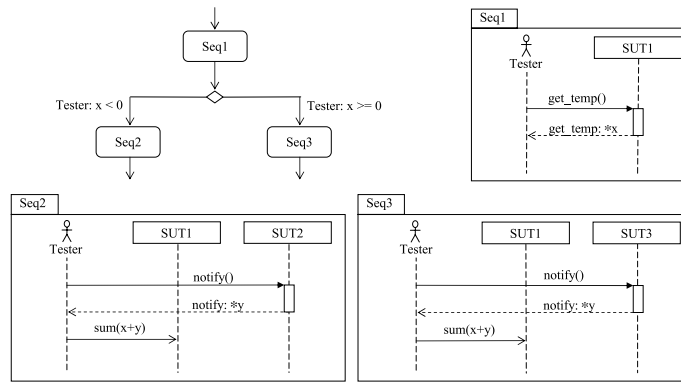 Seq1
Tester: x < 0
Tester: x >= 0
Seq2
Seq3
Seq1
Tester
SUT1
get_temp()
get_temp: *x
Seq2
Tester
SUT1
SUT2
notify()
notify: *y
sum(x+y)
Seq3
Tester
SUT1
SUT3
notify()
notify: *y
sum(x+y)